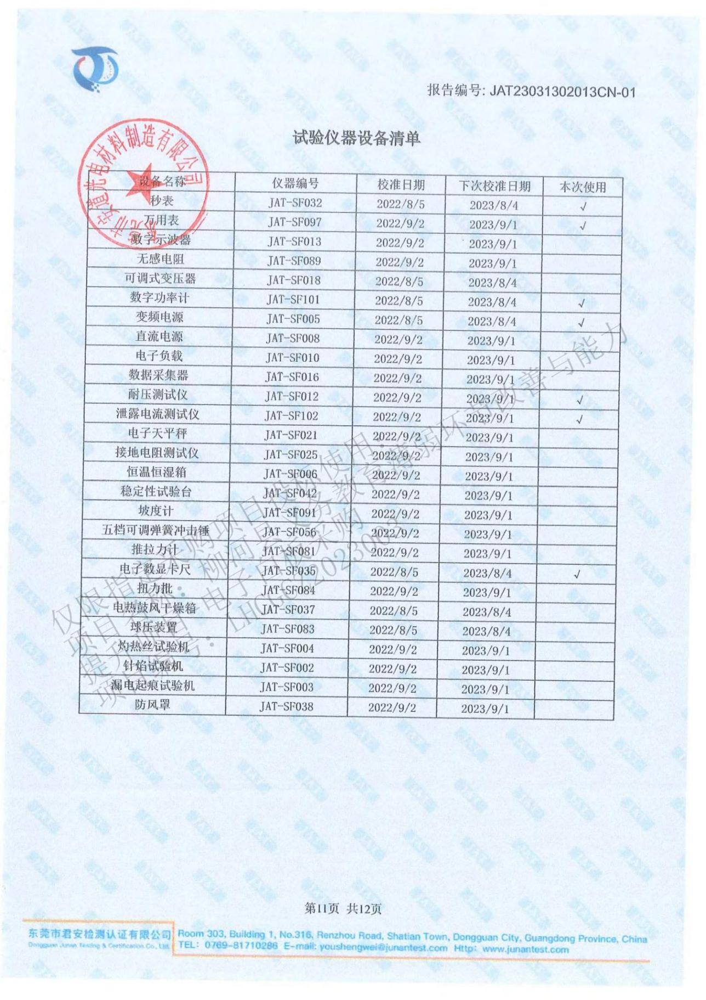 报告编号: JAT23031302013CN-01
东莞市安道光电材料制造有限公司
试验仪器设备清单
设备名称 仪器编号 校准日期 下次校准日期 本次使用
秒表 JAT-SF032 2022/8/5 2023/8/4 √
万用表 JAT-SF097 2022/9/2 2023/9/1 √
数字示波器 JAT-SF013 2022/9/2 2023/9/1
无感电阻 JAT-SF089 2022/9/2 2023/9/1
可调式变压器 JAT-SF018 2022/8/5 2023/8/4
数字功率计 JAT-SF101 2022/8/5 2023/8/4 √
变频电源 JAT-SF005 2022/8/5 2023/8/4 √
直流电源 JAT-SF008 2022/9/2 2023/9/1
电子负载 JAT-SF010 2022/9/2 2023/9/1
数据采集器 JAT-SF016 2022/9/2 2023/9/1
耐压测试仪 JAT-SF012 2022/9/2 2023/9/1 √
泄露电流测试仪 JAT-SF102 2022/9/2 2023/9/1 √
电子天平秤 JAT-SF021 2022/9/2 2023/9/1
接地电阻测试仪 JAT-SF025 2022/9/2 2023/9/1
恒温恒湿箱 JAT-SF006 2022/9/2 2023/9/1
稳定性试验台 JAT-SF042 2022/9/2 2023/9/1
坡度计 JAT-SF091 2022/9/2 2023/9/1
五档可调弹簧冲击锤 JAT-SF056 2022/9/2 2023/9/1
推拉力计 JAT-SF081 2022/9/2 2023/9/1
电子数显卡尺 JAT-SF035 2022/8/5 2023/8/4 √
扭力批 JAT-SF084 2022/9/2 2023/9/1
电热鼓风干燥箱 JAT-SF037 2022/8/5 2023/8/4
球压装置 JAT-SF083 2022/8/5 2023/8/4
灼热丝试验机 JAT-SF004 2022/9/2 2023/9/1
针焰试验机 JAT-SF002 2022/9/2 2023/9/1
漏电起痕试验机 JAT-SF003 2022/9/2 2023/9/1
防风罩 JAT-SF038 2022/9/2 2023/9/1
仅限指定采购项目投标使用:
项目名称: 柳河县义务教育薄弱环节改善与能力
提升项目 电子白板采购
项目编号: LHCGSZ2023003
第11页 共12页
东莞市君安检测认证有限公司
Dongguan Junan Testing & Certification Co., Ltd.
Room 303, Building 1, No.316, Renzhou Road, Shatian Town, Dongguan City, Guangdong Province, China
TEL: 0769-81710286 E-mail: youshengwei@junantest.com Http: www.junantest.com